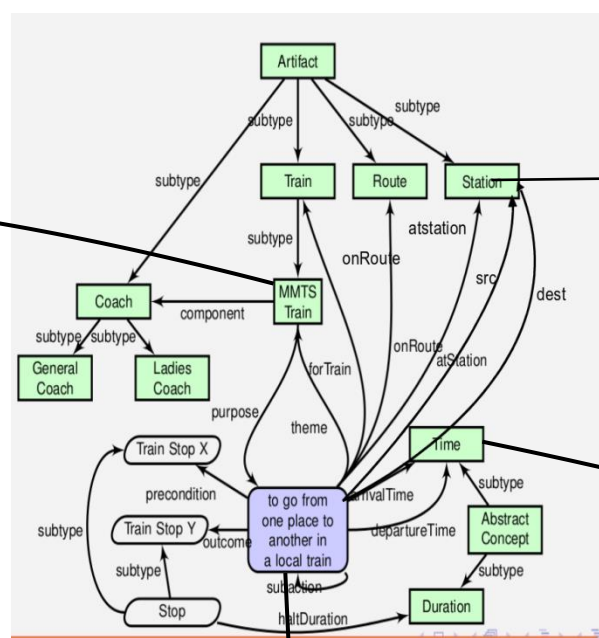 Artifact
subtype
subtype
subtype
subtype
Train
Route
Station
subtype
atstation
onRoute
src
dest
MMTS
Train
Coach
component
subtype
subtype
General
Coach
Ladies
Coach
forTrain
onRoute
atStation
purpose
theme
Train Stop X
Time
precondition
arrivalTime
subtype
to go from
one place to
another in
a local train
Train Stop Y
outcome
departureTime
Abstract
Concept
subtype
subtype
subaction
subtype
Stop
haltDuration
Duration